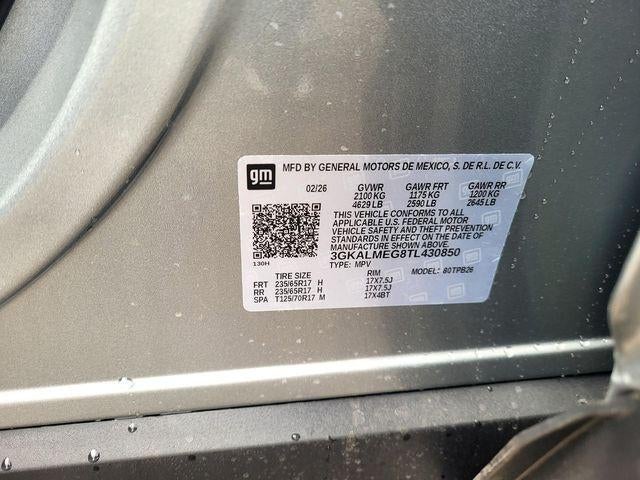 gm MFD BY GENERAL MOTORS DE MEXICO, S. DE R.L. DE C.V.
02/26 GVWR GAWR FRT GAWR RR
2100 KG 1175 KG 1200 KG
4629 LB 2590 LB 2645 LB
THIS VEHICLE CONFORMS TO ALL
APPLICABLE U.S. FEDERAL MOTOR
VEHICLE SAFETY AND THEFT PREVENTION
STANDARDS IN EFFECT ON THE DATE OF
MANUFACTURE SHOWN ABOVE.
3GKALMEG8TL430850
130H TYPE: MPV MODEL: 80TPB26
TIRE SIZE RIM
FRT 235/65R17 H 17X7.5J
RR 235/65R17 H 17X7.5J
SPA T125/70R17 M 17X4BT